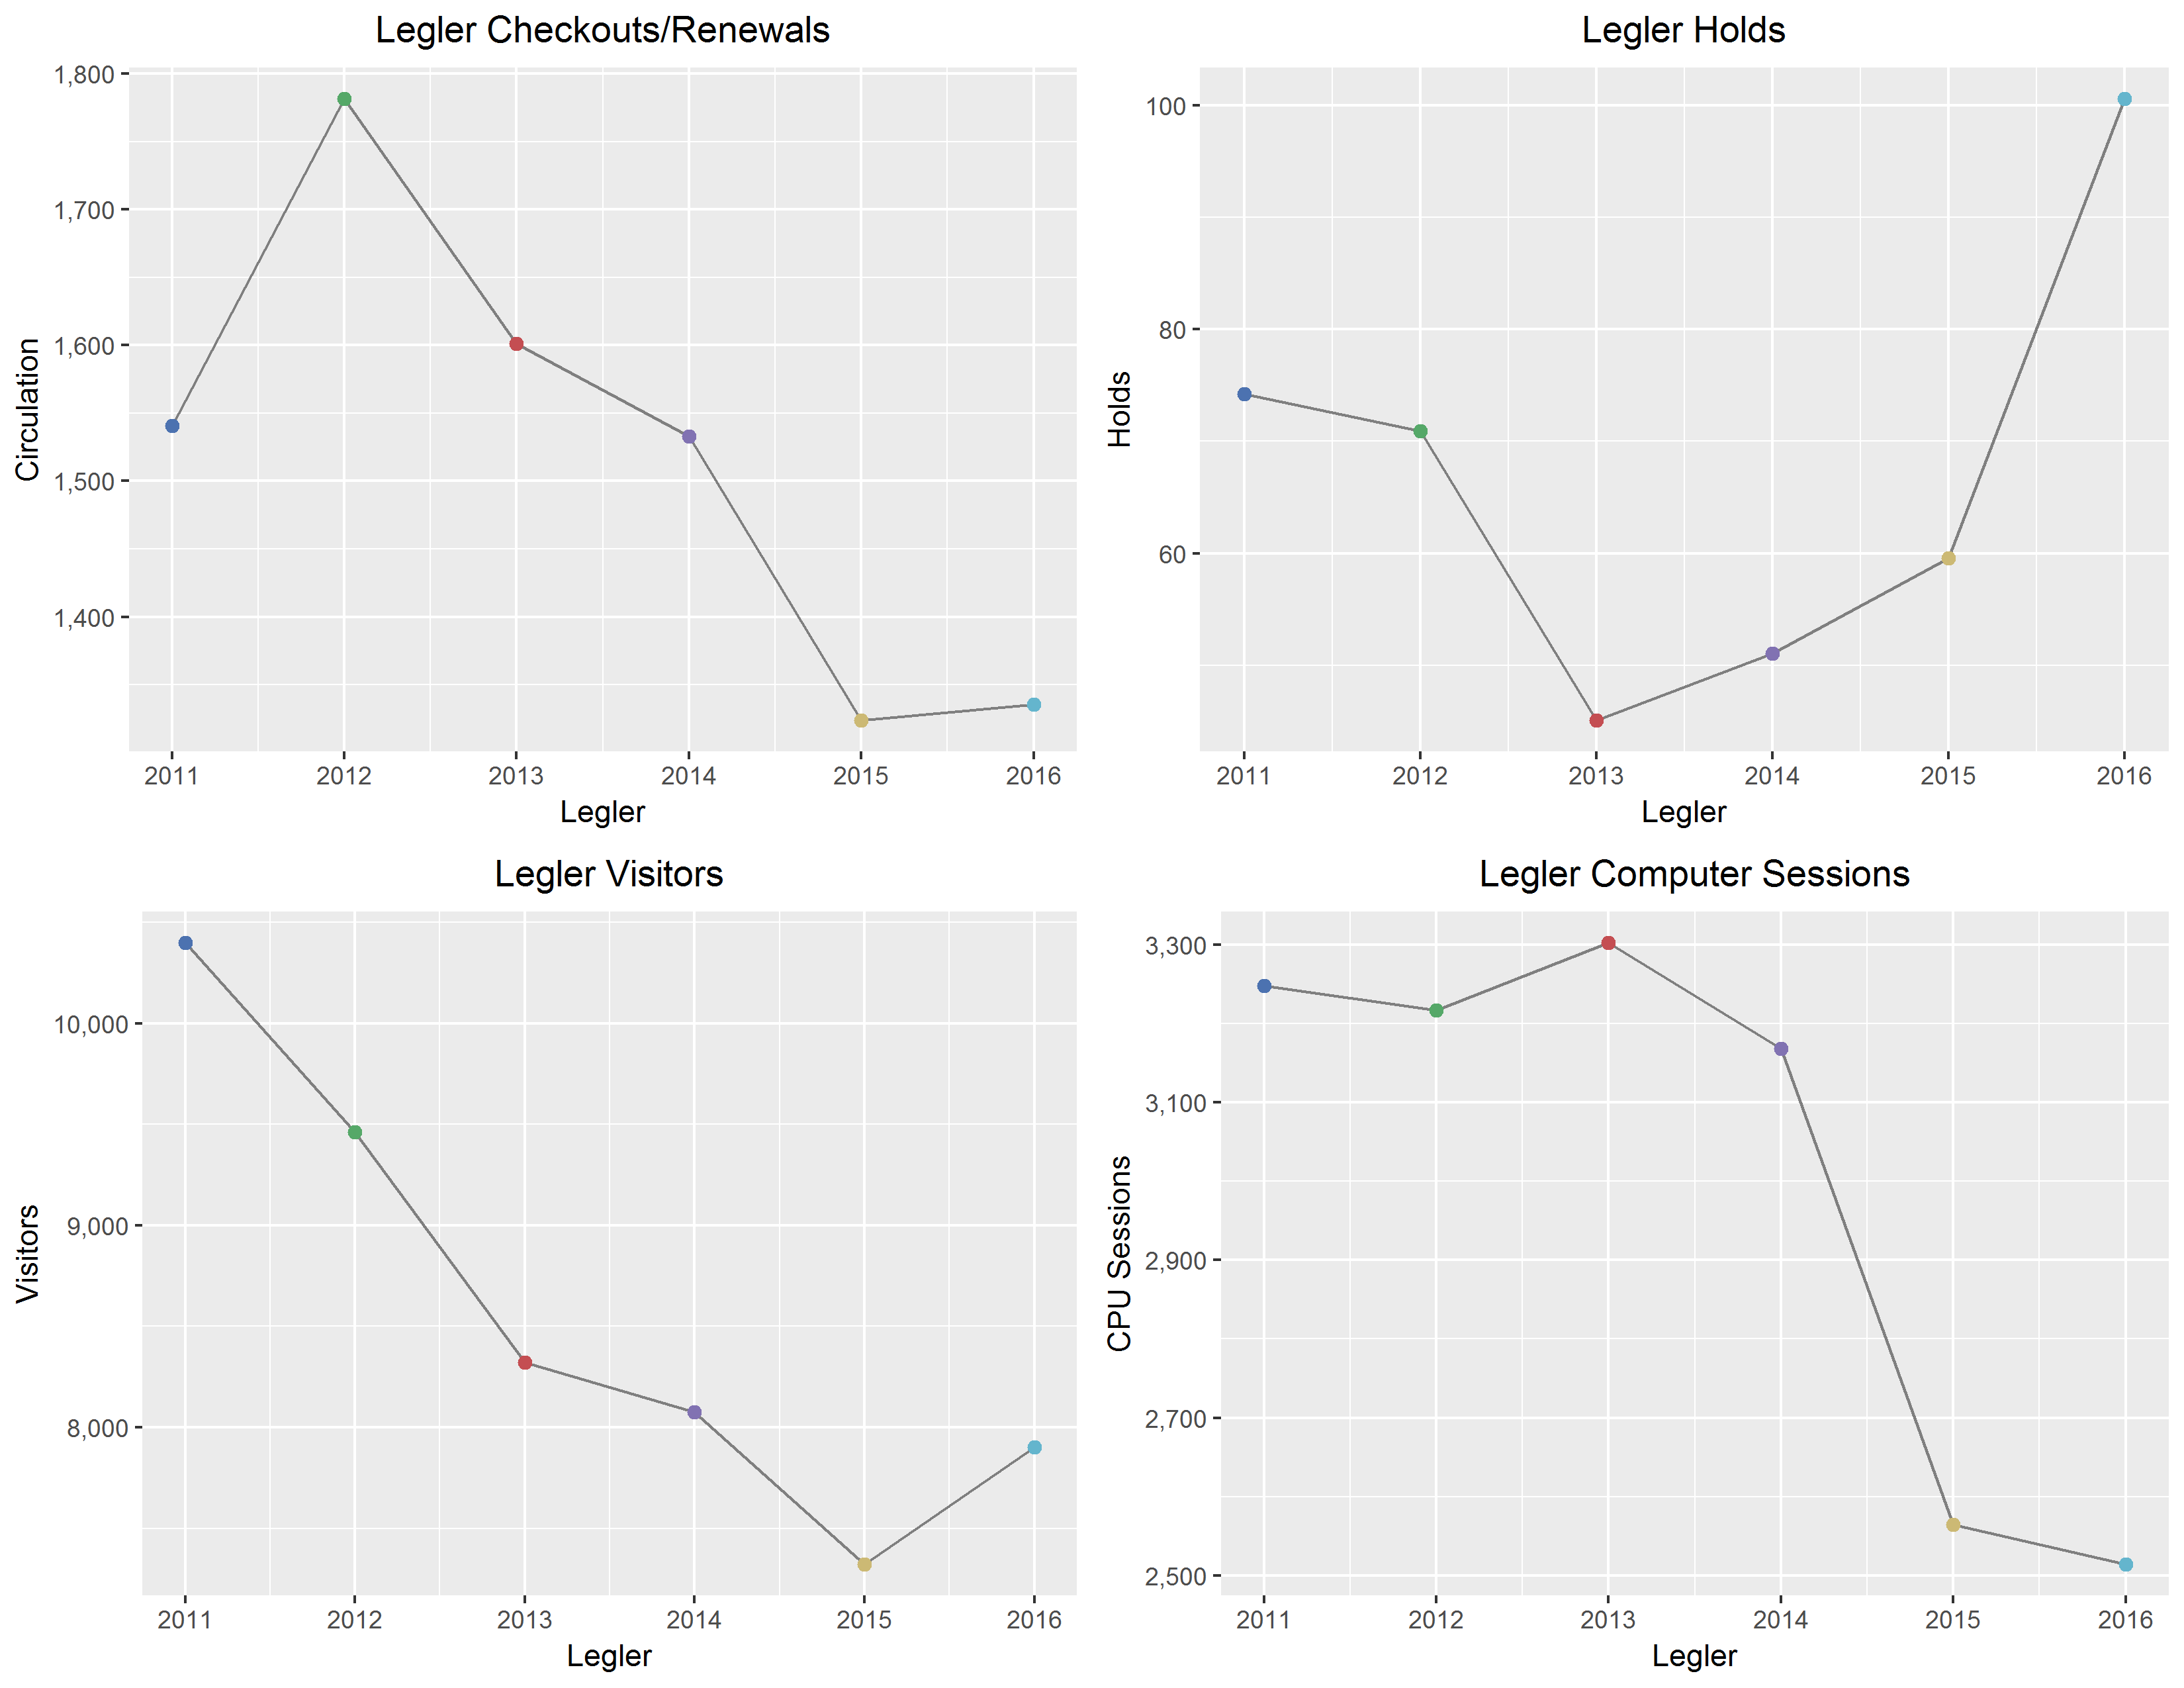 Legler Checkouts/Renewals
1,800
1,700
1,600
1,500
1,400
Circulation
2011 2012 2013 2014 2015 2016
Legler
Legler Holds
100
80
60
Holds
2011 2012 2013 2014 2015 2016
Legler
Legler Visitors
10,000
9,000
8,000
Visitors
2011 2012 2013 2014 2015 2016
Legler
Legler Computer Sessions
3,300
3,100
2,900
2,700
2,500
CPU Sessions
2011 2012 2013 2014 2015 2016
Legler